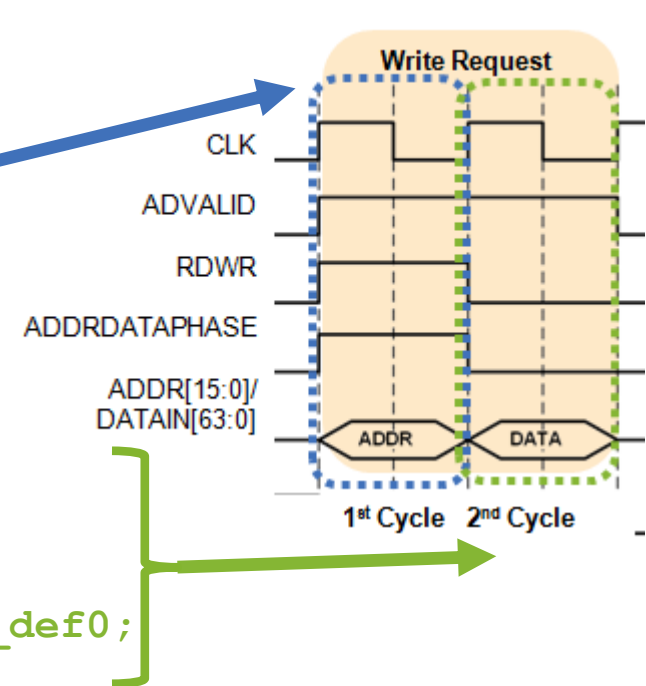 Write Request
CLK
ADVALID
RDWR
ADDRDATAPHASE
ADDR[15:0]/
DATAIN[63:0]
ADDR
DATA
1st Cycle
2nd Cycle
_def0;